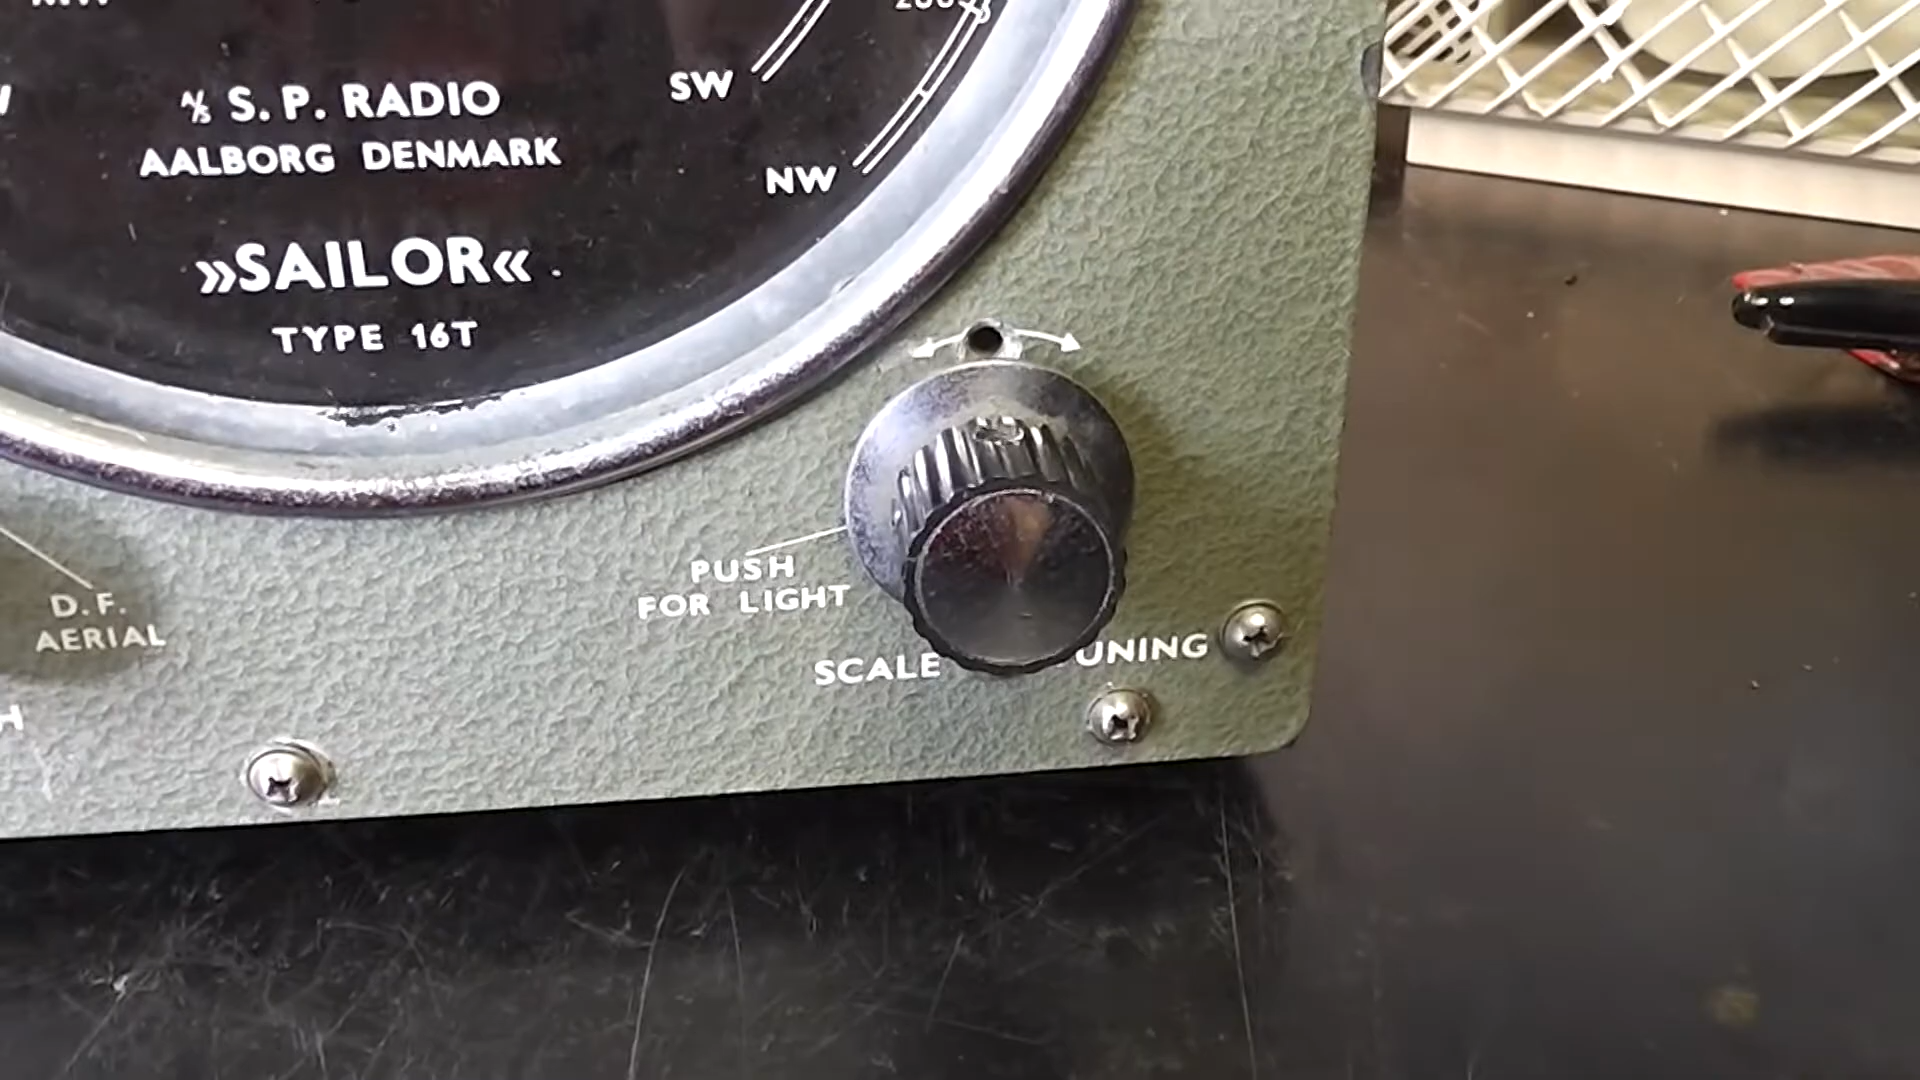 SW
A/S S. P. RADIO
AALBORG DENMARK
NW
»SAILOR«
TYPE 16T
PUSH
FOR LIGHT
D.F.
AERIAL
SCALE UNING
H